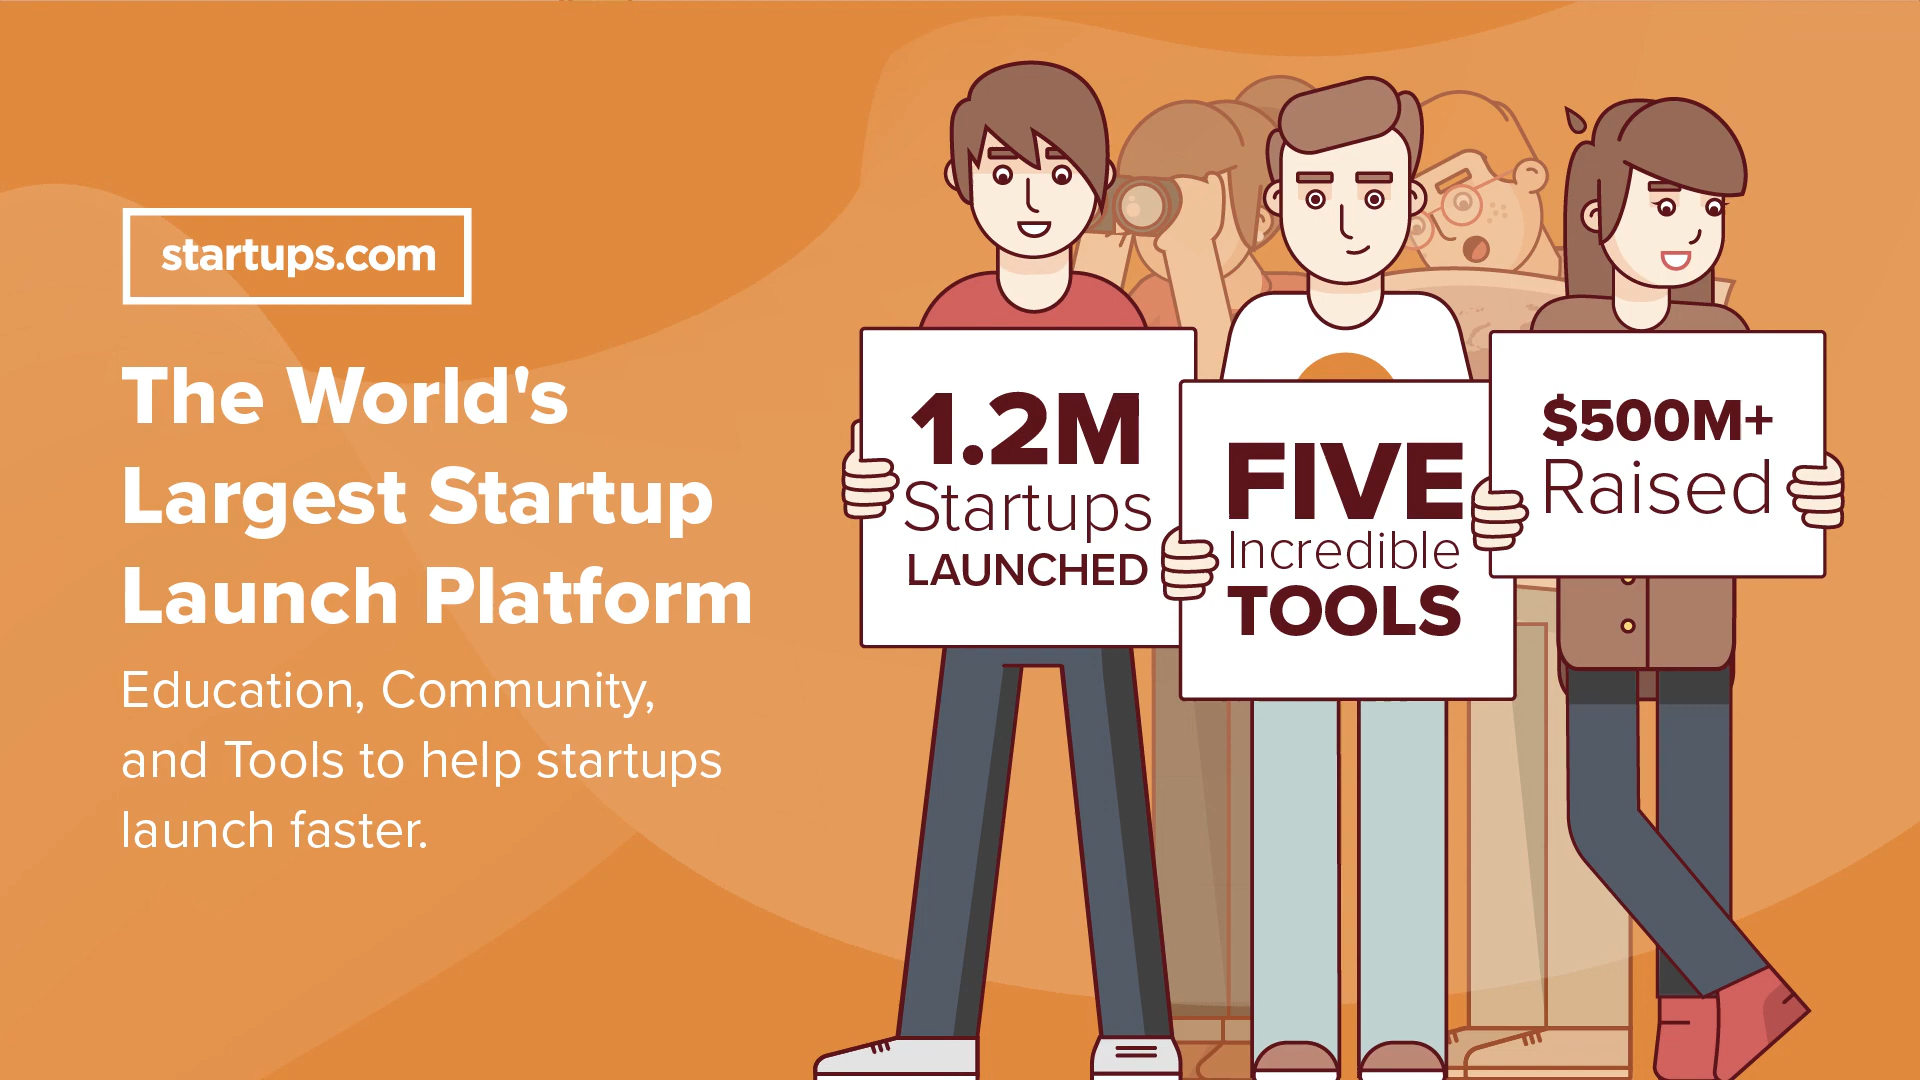 startups.com
The World's
Largest Startup
Launch Platform
Education, Community,
and Tools to help startups
launch faster.
1.2M
Startups
LAUNCHED
FIVE
Incredible
TOOLS
$500M+
Raised